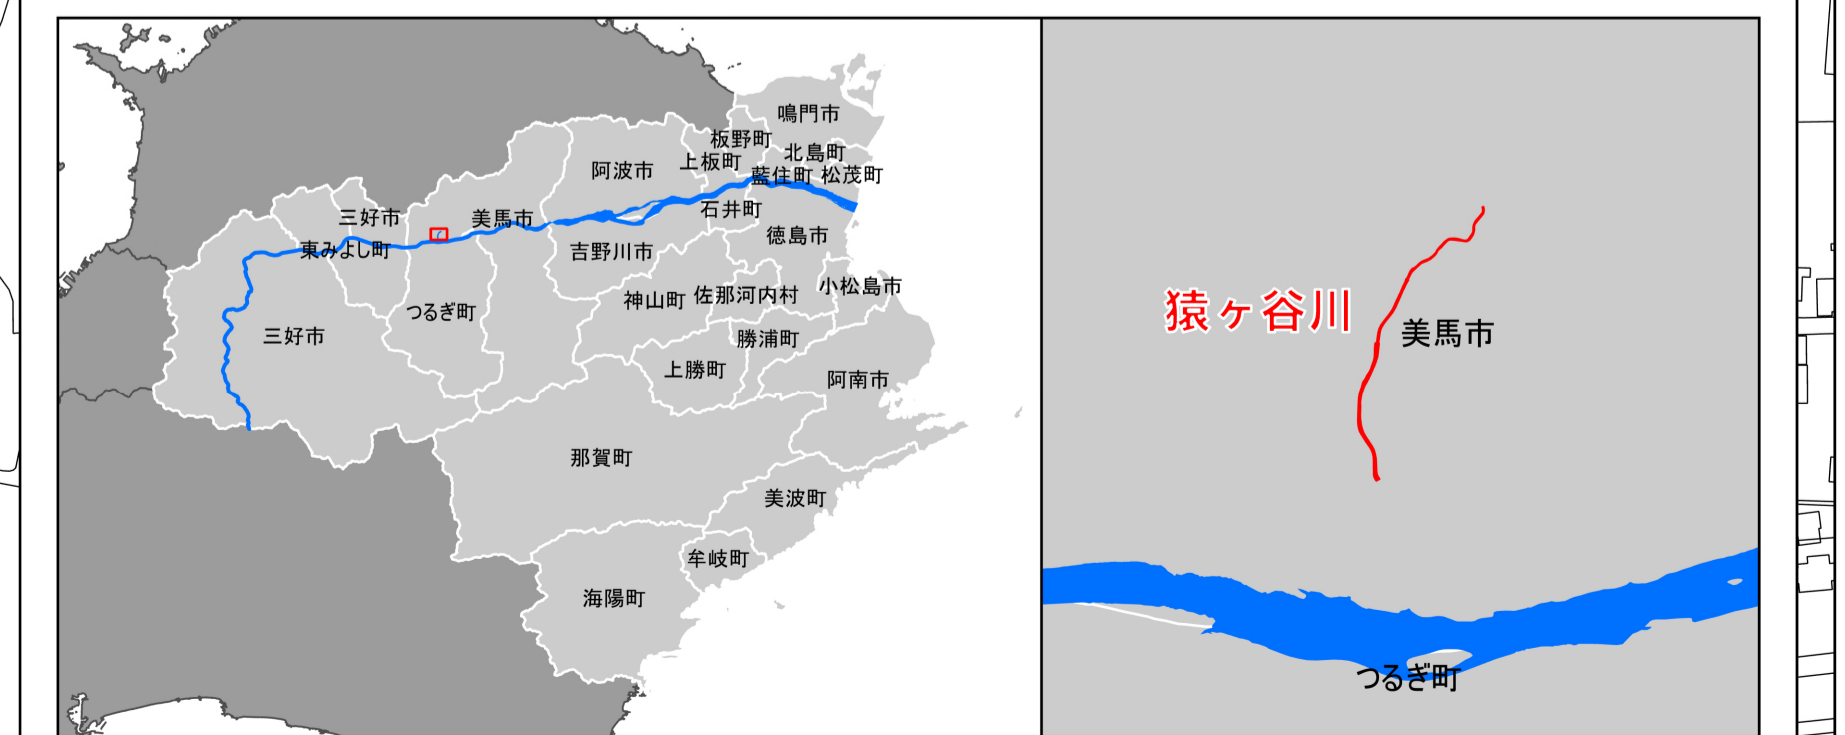 鳴門市
板野町
北島町
上板町
阿波市
藍住町
松茂町
石井町
三好市
美馬市
徳島市
東みよし町
吉野川市
小松島市
神山町
佐那河内村
つるぎ町
三好市
勝浦町
上勝町
阿南市
那賀町
美波町
牟岐町
海陽町
猿ヶ谷川
美馬市
つるぎ町